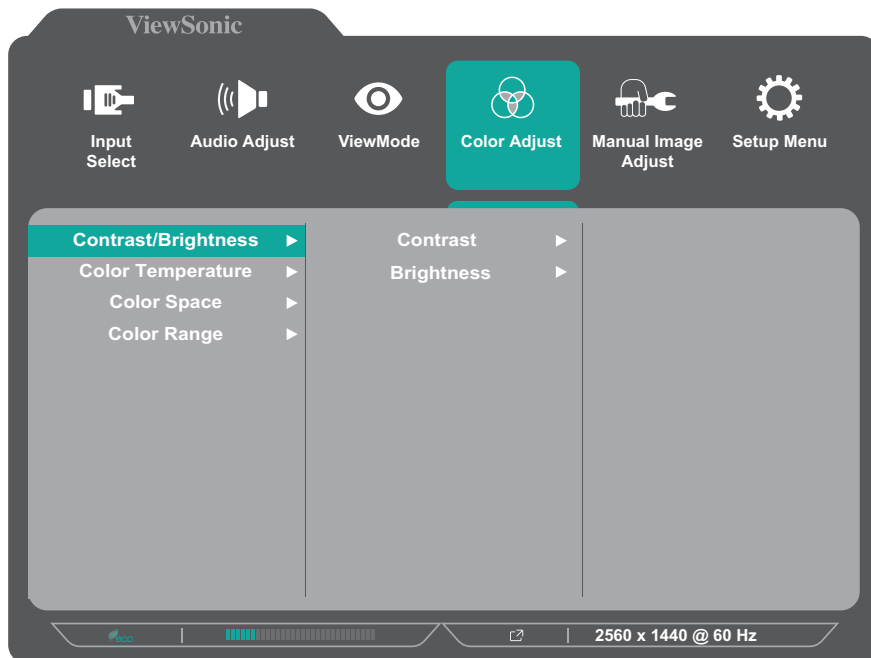 ViewSonic
Input Select
Audio Adjust
ViewMode
Color Adjust
Manual Image Adjust
Setup Menu
Contrast/Brightness
Contrast
Color Temperature
Brightness
Color Space
Color Range
eco
2560 x 1440 @ 60 Hz